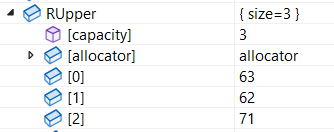 RUpper { size=3 }
[capacity] 3
[allocator] allocator
[0] 63
[1] 62
[2] 71